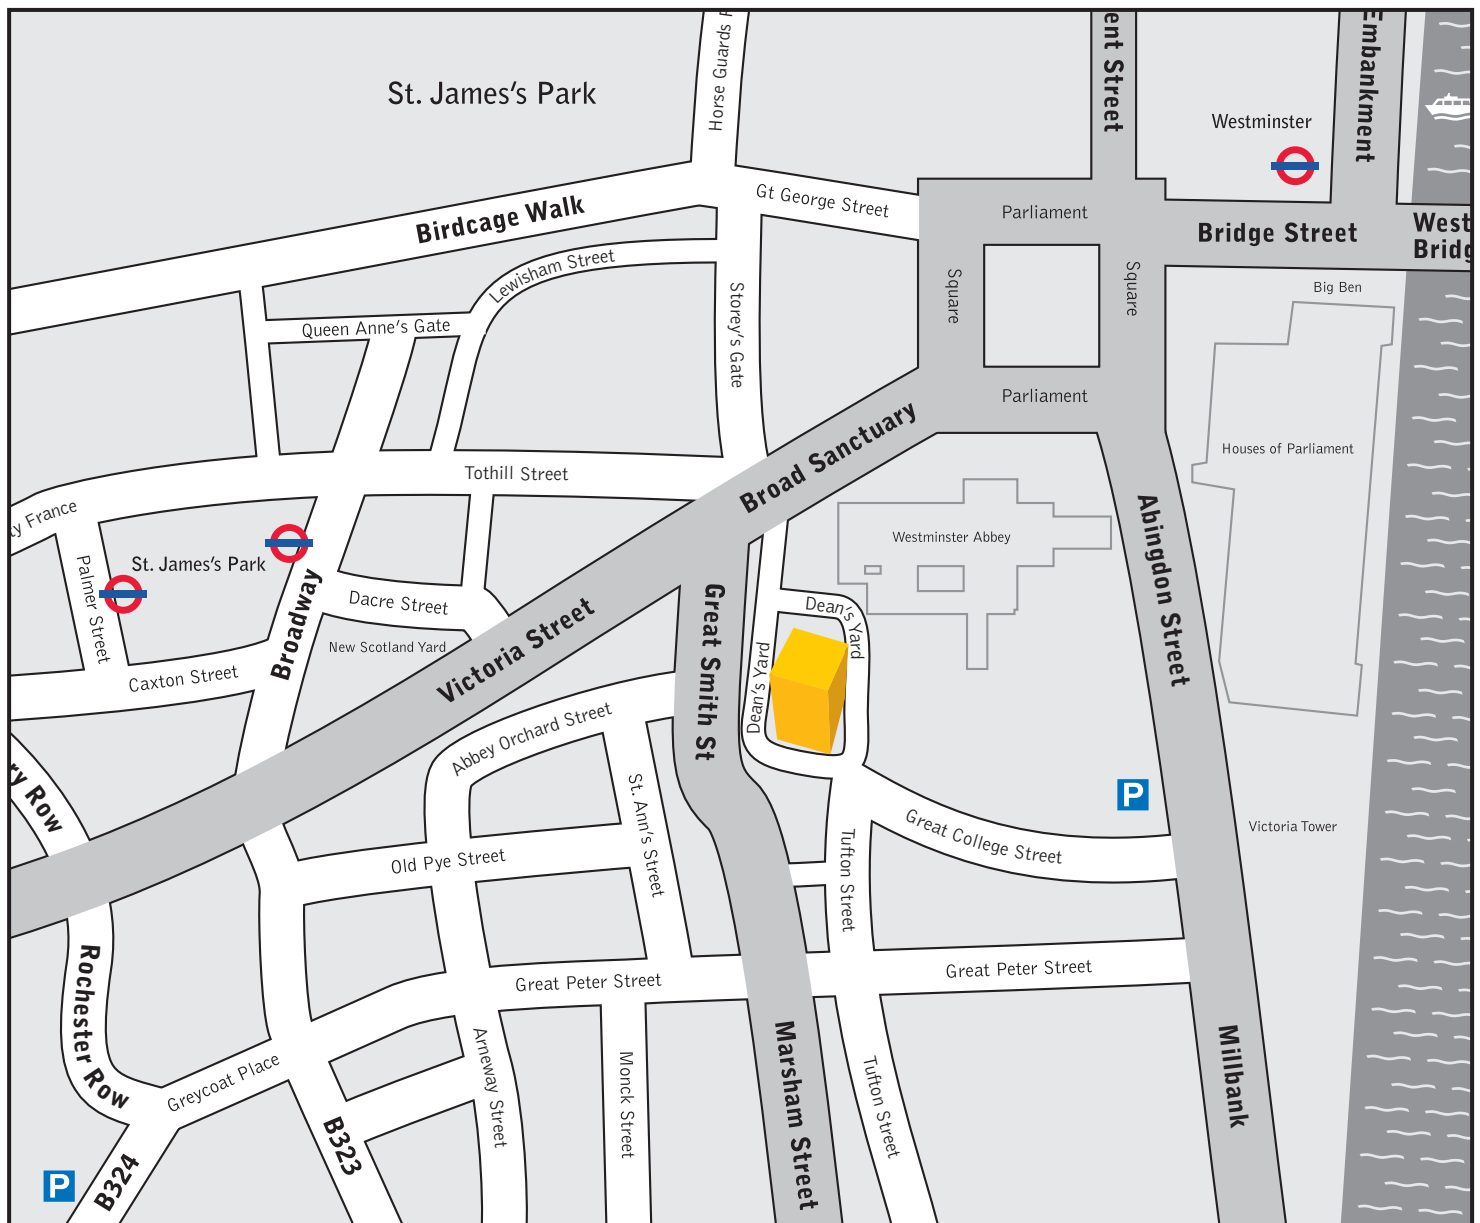 St. James's Park
Horse Guards
ent Street
Embankment
Westminster
Birdcage Walk
Gt George Street
Parliament
Bridge Street
West
Bridg
Lewisham Street
Queen Anne's Gate
Storey's Gate
Square
Square
Big Ben
Parliament
Broad Sanctuary
Houses of Parliament
Tothill Street
ty France
Palmer Street
St. James's Park
Broadway
Dacre Street
New Scotland Yard
Victoria Street
Westminster Abbey
Abingdon Street
Great Smith St
Dean's Yard
Dean's Yard
Dean's Yard
Caxton Street
Abbey Orchard Street
ry Row
St. Ann's Street
P
Great College Street
Victoria Tower
Old Pye Street
Tufton Street
Rochester Row
Great Peter Street
Great Peter Street
Greycoat Place
Arneway Street
Monck Street
Marsham Street
Tufton Street
Millbank
B323
B324
P